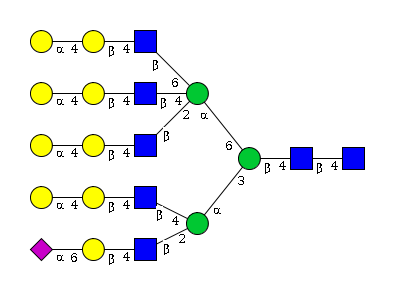 α 4 β 4
β
6
α 4 β 4 β 4
2 α
α 4 β 4 β
6
β 4 β 4
3
α 4 β 4
β 4 α
2
α 6 β 4 β